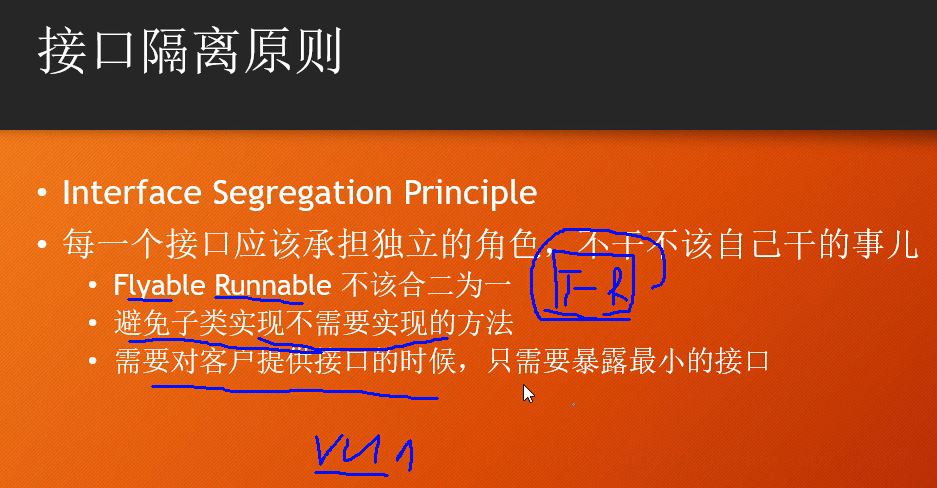 接口隔离原则
• Interface Segregation Principle
• 每一个接口应该承担独立的角色，不干不该自己干的事儿
• Flyable Runnable 不该合二为一
• 避免子类实现不需要实现的方法
• 需要对客户提供接口的时候，只需要暴露最小的接口